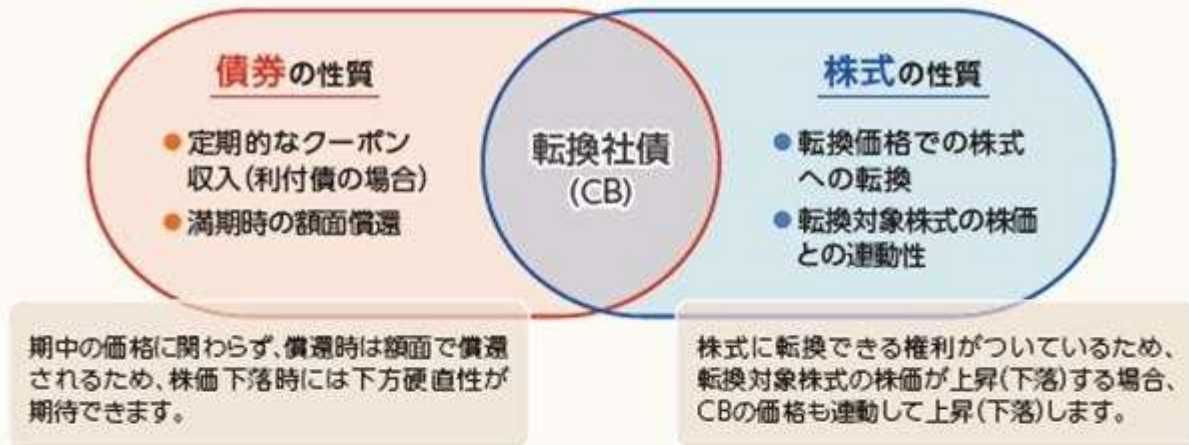 債券の性質
●定期的なクーポン
収入(利付債の場合)
●満期時の額面償還
転換社債
(CB)
株式の性質
●転換価格での株式
への転換
●転換対象株式の株価
との連動性
期中の価格に関わらず、償還時は額面で償還
されるため、株価下落時には下方硬直性が
期待できます。
株式に転換できる権利がついているため、
転換対象株式の株価が上昇(下落)する場合、
CBの価格も連動して上昇(下落)します。